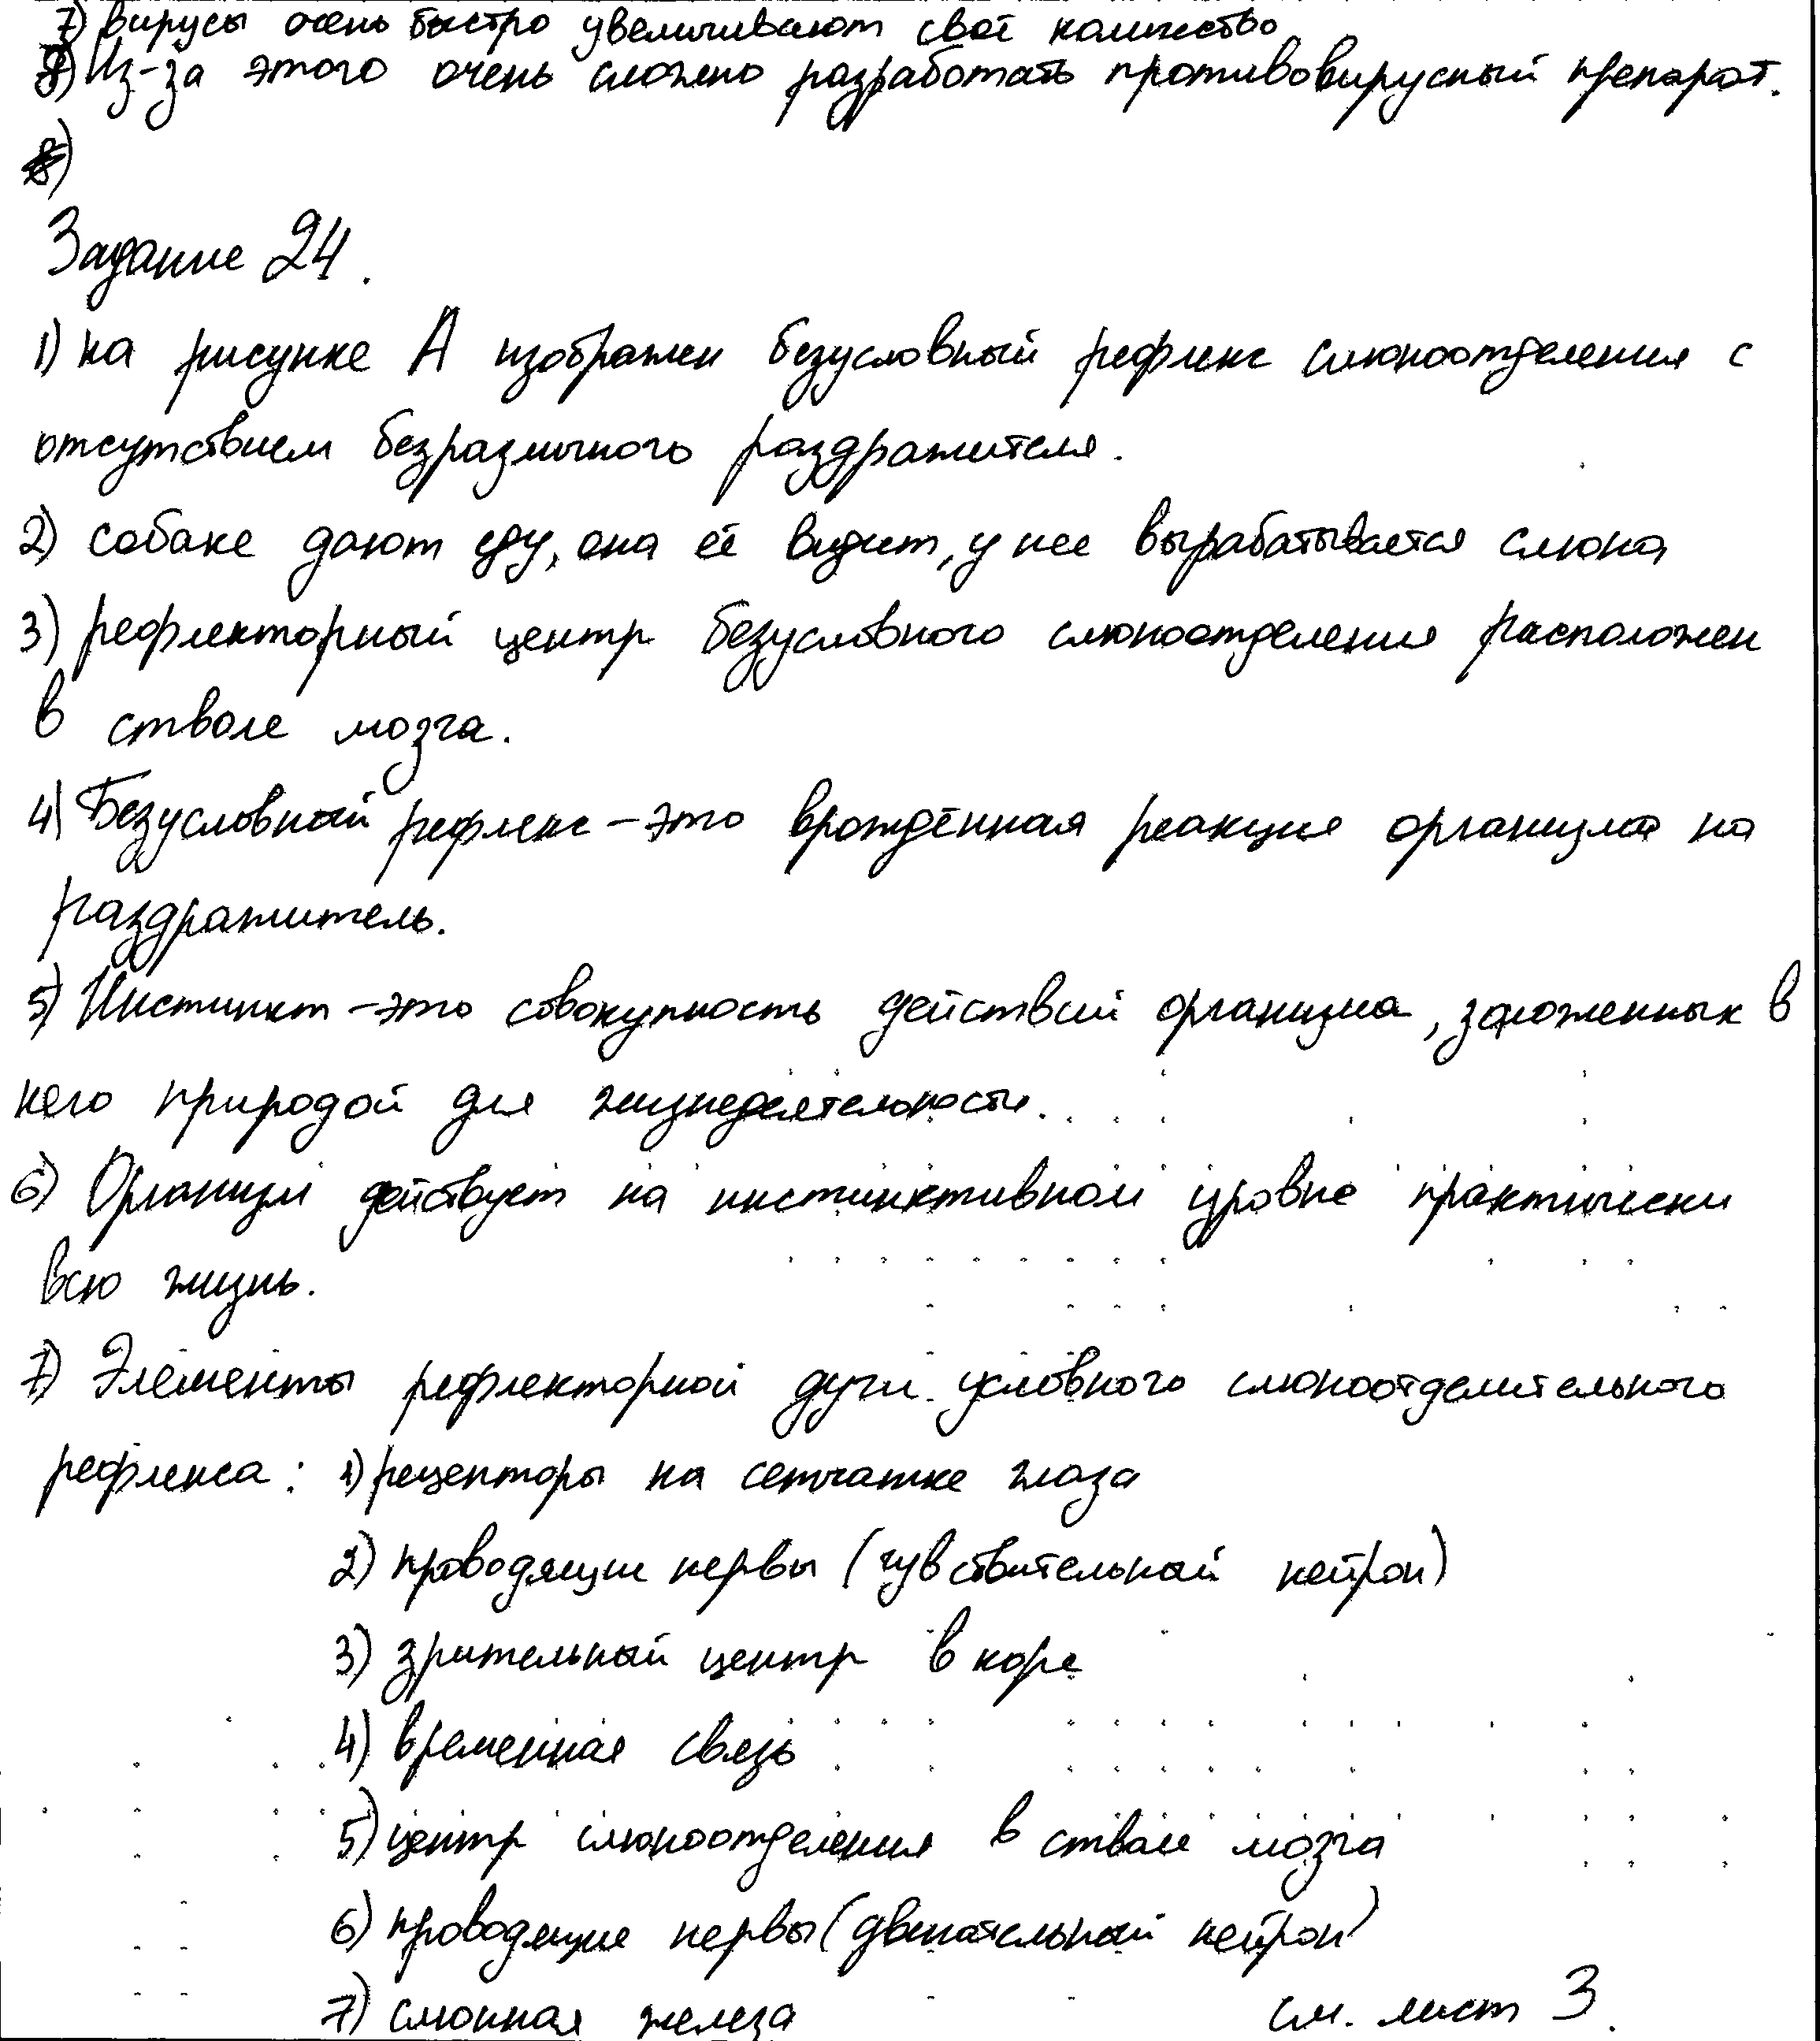 7) вирусы очень быстро увеличивают своё количество
8) Из-за этого очень сложно разработать противовирусный препарат.
8)
Задание 24.
1) на рисунке А изображен безусловный рефлекс слюноотделения с
отсутствием безразличного раздражителя.
2) собаке дают еду, она её видит, у нее вырабатывается слюна
3) рефлекторный центр безусловного слюноотделения расположен
в стволе мозга.
4) Безусловный рефлекс – это врождённая реакция организма на
раздражитель.
5) Инстинкт – это совокупность действий организма, заложенных в
него природой для жизнедеятельности.
6) Организм действует на инстинктивном уровне практически
всю жизнь.
7) Элементы рефлекторной дуги условного слюноотделительного
рефлекса: 1) рецепторы на сетчатке глаза
2) проводящие нервы (чувствительный нейрон)
3) зрительный центр в коре
4) временная связь
5) центр слюноотделения в стволе мозга
6) проводящие нервы (двигательный нейрон)
7) слюнная железа см. лист 3.